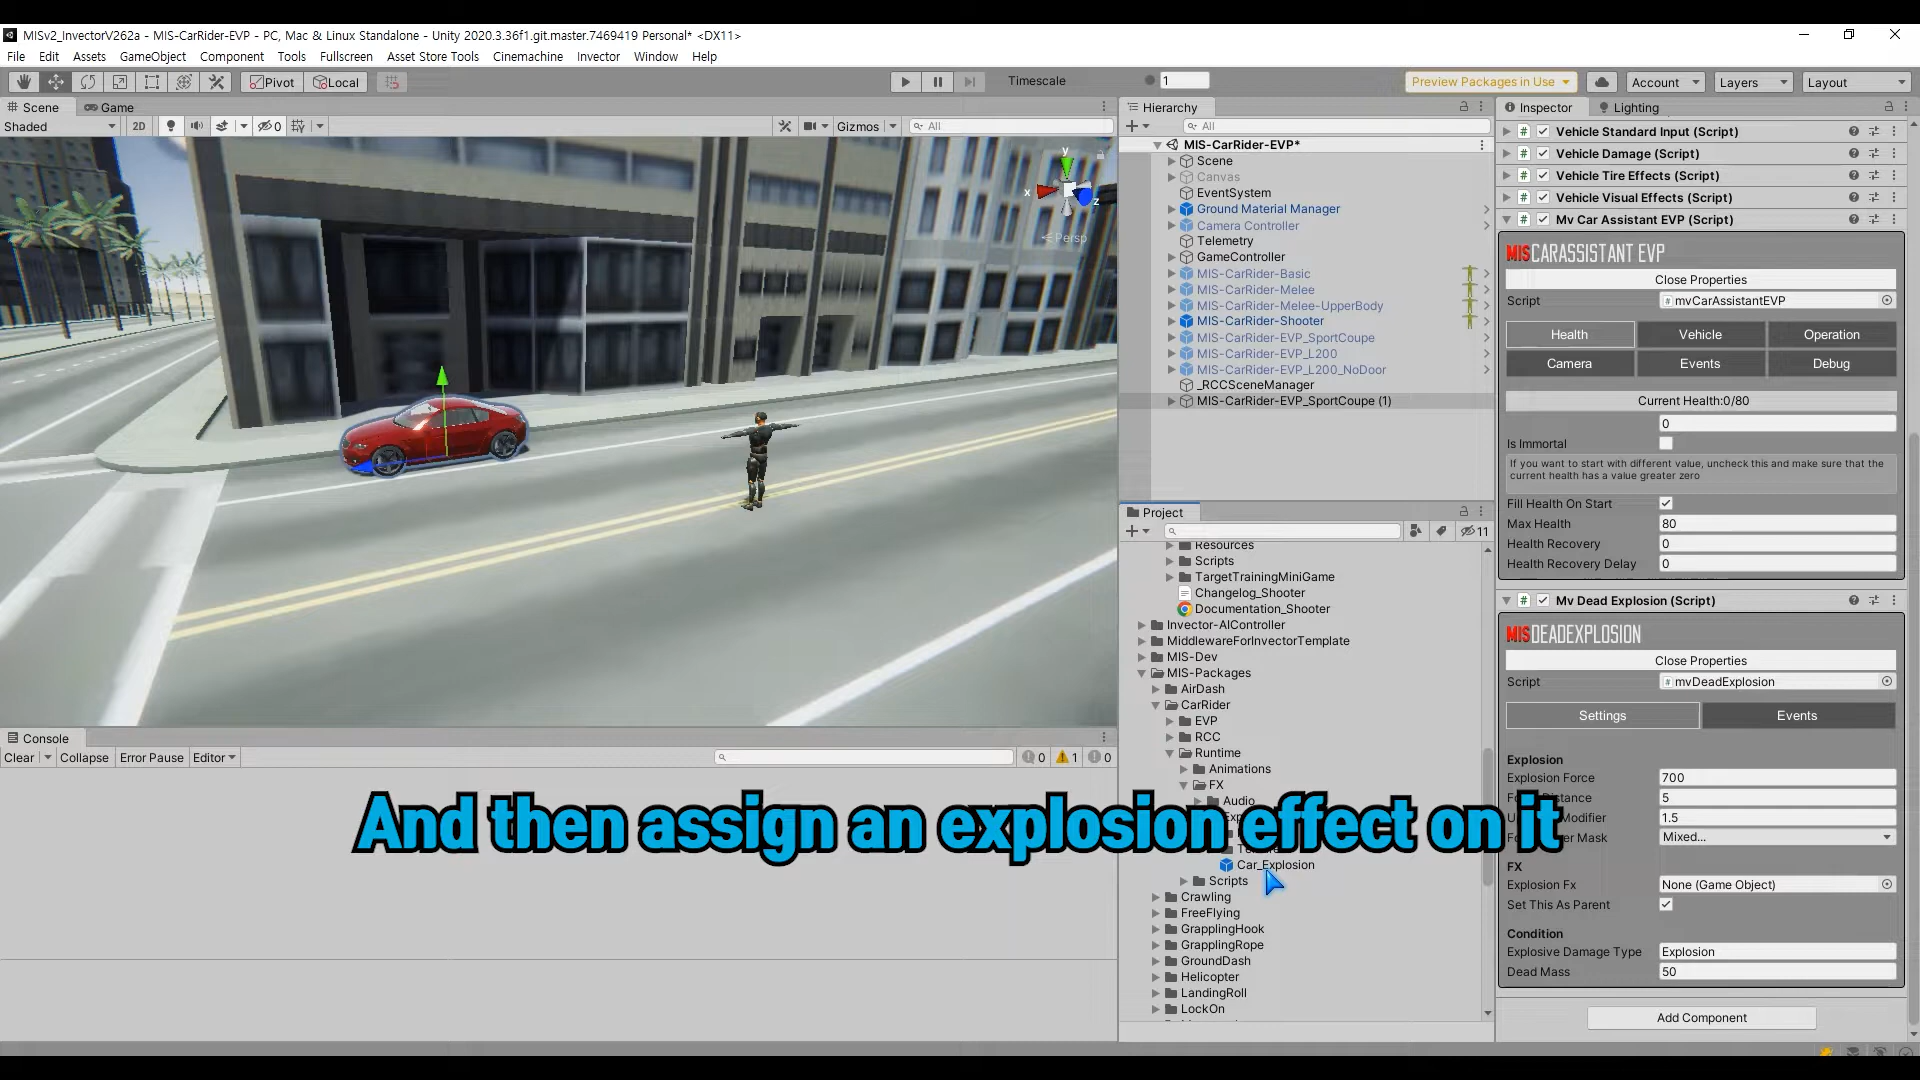 MISv2_InvectorV262a - MIS-CarRider-EVP - PC, Mac & Linux Standalone - Unity 2020.3.36f1.git.master.7469419 Personal* <DX11>
File Edit Assets GameObject Component Tools Fullscreen Asset Store Tools Cinemachine Invector Window Help
Pivot Local Timescale 1 Preview Packages in Use Account Layers Layout
Scene Game
Shaded 2D 0 Gizmos All
y
x
z
Persp
Hierarchy
All
MIS-CarRider-EVP*
Scene
Canvas
EventSystem
Ground Material Manager
Camera Controller
Telemetry
GameController
MIS-CarRider-Basic
MIS-CarRider-Melee
MIS-CarRider-Melee-UpperBody
MIS-CarRider-Shooter
MIS-CarRider-EVP_SportCoupe
MIS-CarRider-EVP_L200
MIS-CarRider-EVP_L200_NoDoor
_RCCSceneManager
MIS-CarRider-EVP_SportCoupe (1)
Project
11
Resources
Scripts
TargetTrainingMiniGame
Changelog_Shooter
Documentation_Shooter
Invector-AIController
MiddlewareForInvectorTemplate
MIS-Dev
MIS-Packages
AirDash
CarRider
EVP
RCC
Runtime
Animations
FX
Audio
Car_Explosion
Scripts
Crawling
FreeFlying
GrapplingHook
GrapplingRope
GroundDash
Helicopter
LandingRoll
LockOn
Inspector Lighting
Vehicle Standard Input (Script)
Vehicle Damage (Script)
Vehicle Tire Effects (Script)
Vehicle Visual Effects (Script)
Mv Car Assistant EVP (Script)
MISCARASSISTANT EVP
Close Properties
Script mvCarAssistantEVP
Health Vehicle Operation
Camera Events Debug
Current Health:0/80
0
Is Immortal
If you want to start with different value, uncheck this and make sure that the
current health has a value greater zero
Fill Health On Start
Max Health 80
Health Recovery 0
Health Recovery Delay 0
Mv Dead Explosion (Script)
MISDEADEXPLOSION
Close Properties
Script mvDeadExplosion
Settings Events
Explosion
Explosion Force 700
5
1.5
Mixed...
FX
Explosion Fx None (Game Object)
Set This As Parent
Condition
Explosive Damage Type Explosion
Dead Mass 50
Add Component
Console
Clear Collapse Error Pause Editor 0 1 0
And then assign an explosion effect on it